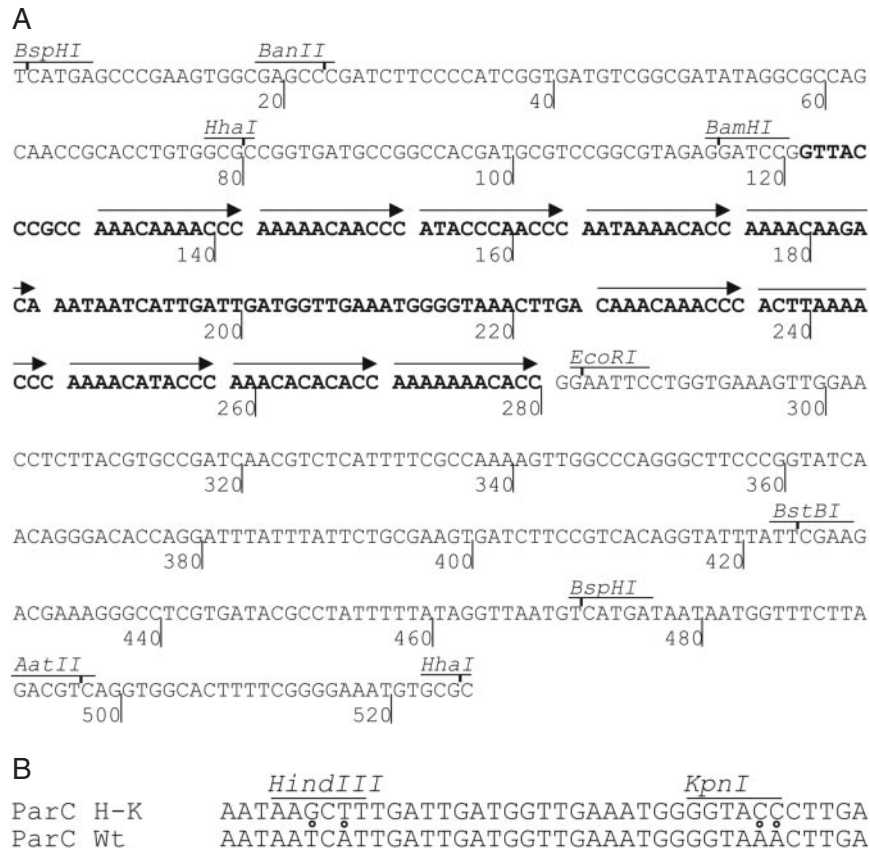 A
BspHI BanII
TCATGAGCCCGAAGTGGCGAGCCCGATCTTCCCCATCGGTGATGTCGGCGATATAGGCGCCAG
20 40 60
HhaI BamHI
CAACCGCACCTGTGGCGCCGGTGATGCCGGCCACGATGCGTCCGGCGTAGAGGATCCGGTTAC
80 100 120
CCGCC AAACAAAACCC AAAAACAACCC ATACCCAACCC AATAAAACACC AAAACAAGA
140 160 180
CA AATAATCATTGATTGATGGTTGAAATGGGGTAAACTTGA CAAACAAACCC ACTTAAAA
200 220 240
EcoRI
CCC AAAACATACCC AAACACACACC AAAAAAACACC GGAATTCCTGGTGAAAGTTGGAA
260 280 300
CCTCTTACGTGCCGATCAACGTCTCATTTTCGCCAAAAGTTGGCCCAGGGCTTCCCGGTATCA
320 340 360
BstBI
ACAGGGACACCAGGATTTATTTATTCTGCGAAGTGATCTTCCGTCACAGGTATTTATTCGAAG
380 400 420
BspHI
ACGAAAGGGCCTCGTGATACGCCTATTTTTATAGGTTAATGTCATGATAATAATGGTTTCTTA
440 460 480
AatII HhaI
GACGTCAGGTGGCACTTTTCGGGGAAATGTGCGC
500 520
B
HindIII KpnI
ParC H-K AATAAGCTTTGATTGATGGTTGAAATGGGGTACCCTTGA
ParC Wt AATAATCATTGATTGATGGTTGAAATGGGGTAAACTTGA